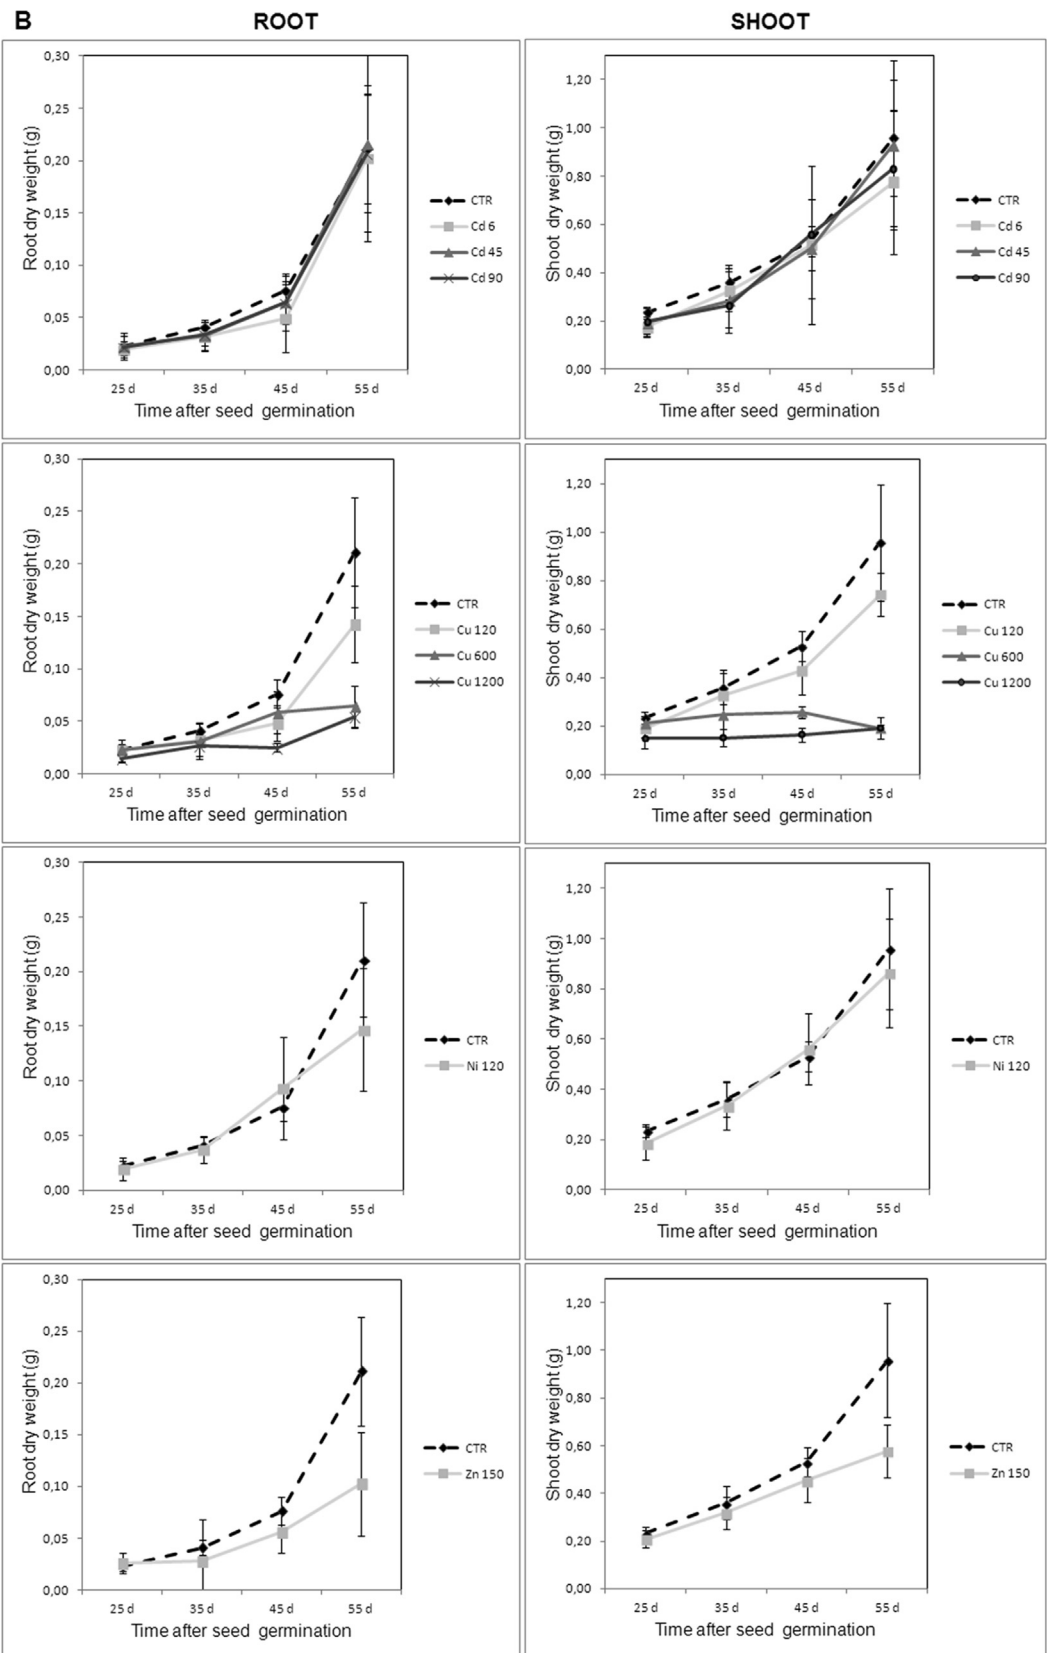 B
ROOT
SHOOT
0,30
0,25
0,20
0,15
0,10
0,05
0,00
Root dry weight (g)
25 d 35 d 45 d 55 d
Time after seed germination
CTR
Cd 6
Cd 45
Cd 90
1,20
1,00
0,80
0,60
0,40
0,20
0,00
Shoot dry weight (g)
25 d 35 d 45 d 55 d
Time after seed germination
CTR
Cd 6
Cd 45
Cd 90
0,30
0,25
0,20
0,15
0,10
0,05
0,00
Root dry weight (g)
25 d 35 d 45 d 55 d
Time after seed germination
CTR
Cu 120
Cu 600
Cu 1200
1,20
1,00
0,80
0,60
0,40
0,20
0,00
Shoot dry weight (g)
25 d 35 d 45 d 55 d
Time after seed germination
CTR
Cu 120
Cu 600
Cu 1200
0,30
0,25
0,20
0,15
0,10
0,05
0,00
Root dry weight (g)
25 d 35 d 45 d 55 d
Time after seed germination
CTR
Ni 120
1,20
1,00
0,80
0,60
0,40
0,20
0,00
Shoot dry weight (g)
25 d 35 d 45 d 55 d
Time after seed germination
CTR
Ni 120
0,30
0,25
0,20
0,15
0,10
0,05
0,00
Root dry weight (g)
25 d 35 d 45 d 55 d
Time after seed germination
CTR
Zn 150
1,20
1,00
0,80
0,60
0,40
0,20
0,00
Shoot dry weight (g)
25 d 35 d 45 d 55 d
Time after seed germination
CTR
Zn 150